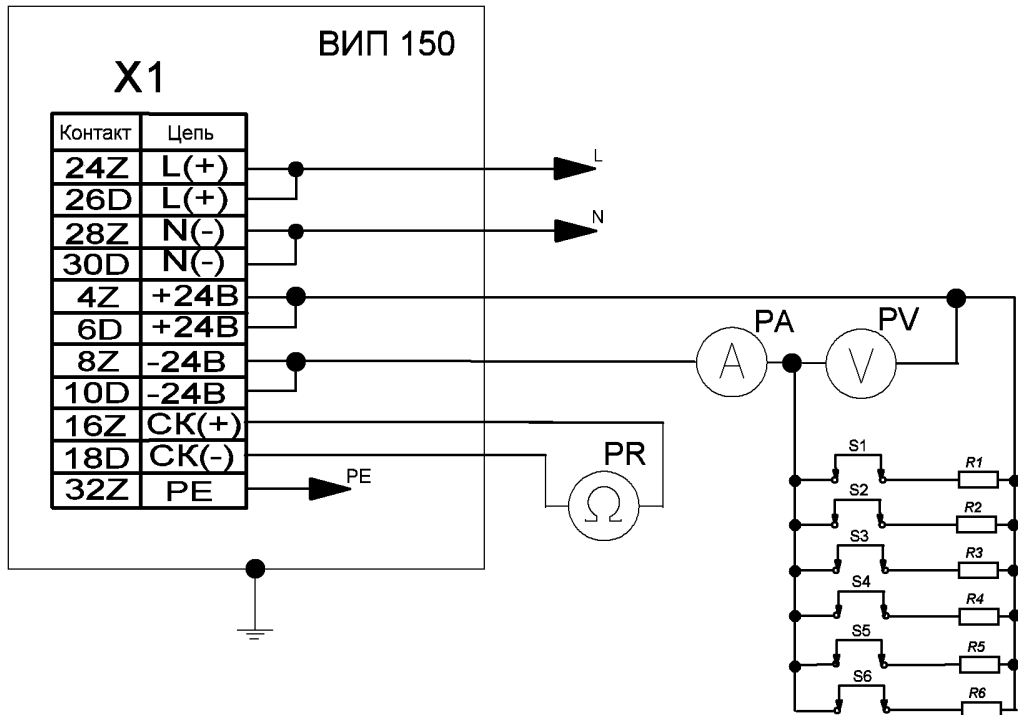 ВИП 150
X1
Контакт Цепь
24Z L(+)
26D L(+)
28Z N(-)
30D N(-)
4Z +24В
6D +24В
8Z -24В
10D -24В
16Z СК(+)
18D СК(-)
32Z PE
L
N
PE
PA
A
PV
V
PR
Ω
S1 R1
S2 R2
S3 R3
S4 R4
S5 R5
S6 R6